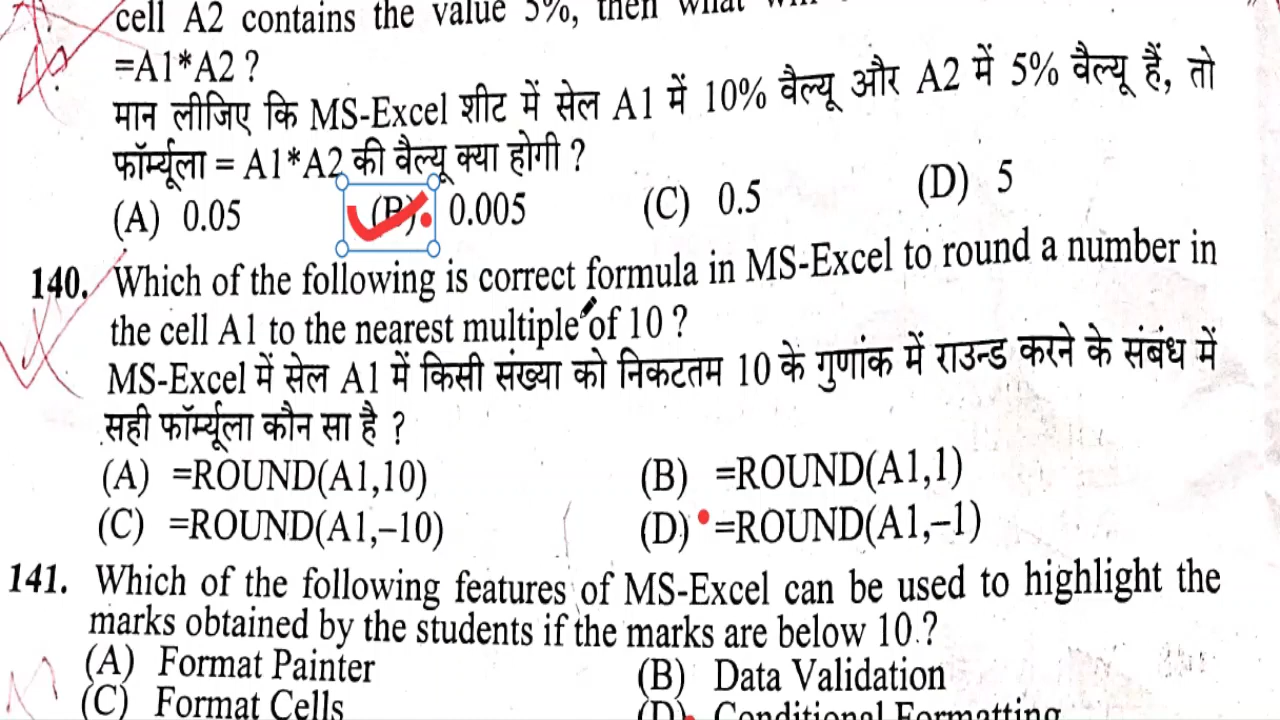 cell A2 contains the value 5%, then what
=A1*A2 ?
मान लीजिए कि MS-Excel शीट में सेल A1 में 10% वैल्यू और A2 में 5% वैल्यू हैं, तो
फॉर्म्यूला = A1*A2 की वैल्यू क्या होगी ?
(A) 0.05 (B) 0.005 (C) 0.5 (D) 5
140. Which of the following is correct formula in MS-Excel to round a number in
the cell A1 to the nearest multiple of 10 ?
MS-Excel में सेल A1 में किसी संख्या को निकटतम 10 के गुणांक में राउन्ड करने के संबंध में
सही फॉर्म्यूला कौन सा है ?
(A) =ROUND(A1,10) (B) =ROUND(A1,1)
(C) =ROUND(A1,–10) (D) =ROUND(A1,–1)
141. Which of the following features of MS-Excel can be used to highlight the
marks obtained by the students if the marks are below 10.?
(A) Format Painter (B) Data Validation
(C) Format Cells (D) Conditional Formatting